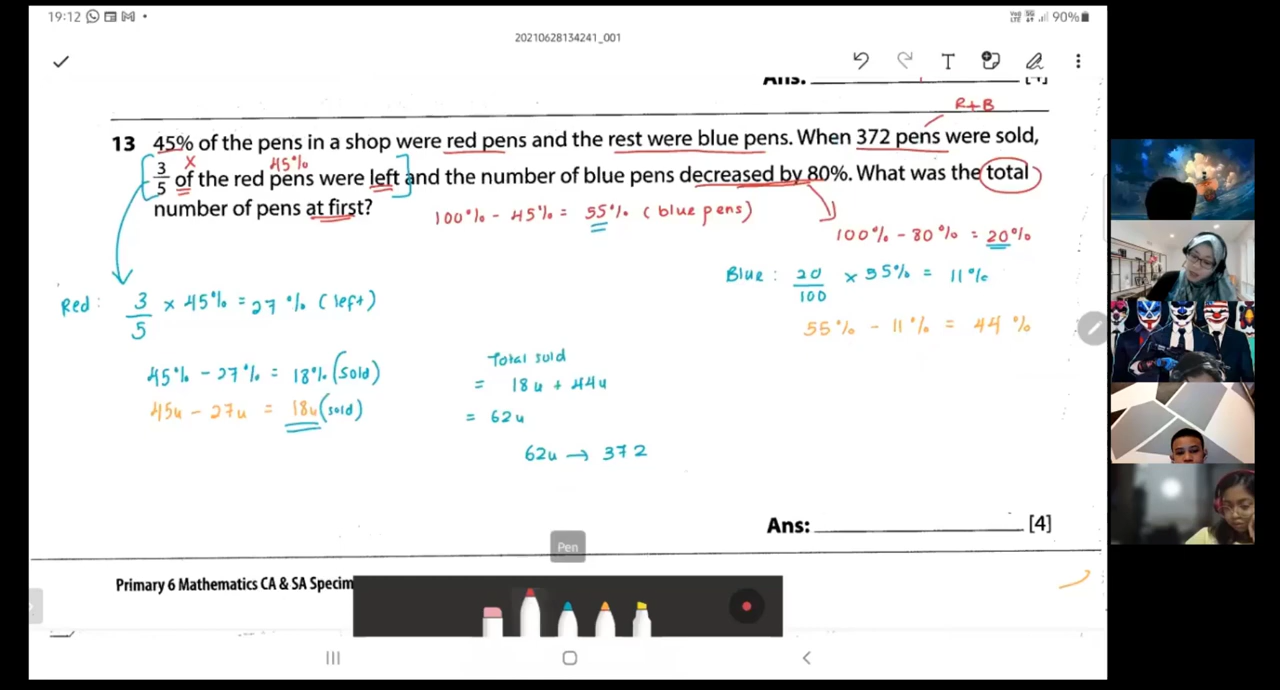 19:12
90%
20210628134241_001
T
Ans. [4]
R+B
13 45% of the pens in a shop were red pens and the rest were blue pens. When 372 pens were sold,
x 45%
3/5 of the red pens were left and the number of blue pens decreased by 80%. What was the total
number of pens at first?
100% - 45% = 55% (blue pens)
100% - 80% = 20%
Blue: 20/100 x 55% = 11%
Red: 3/5 x 45% = 27% (left)
55% - 11% = 44%
45% - 27% = 18% (sold)
45u - 27u = 18u (sold)
Total sold
= 18u + 44u
= 62u
62u → 372
Ans: [4]
Pen
Primary 6 Mathematics CA & SA Specim